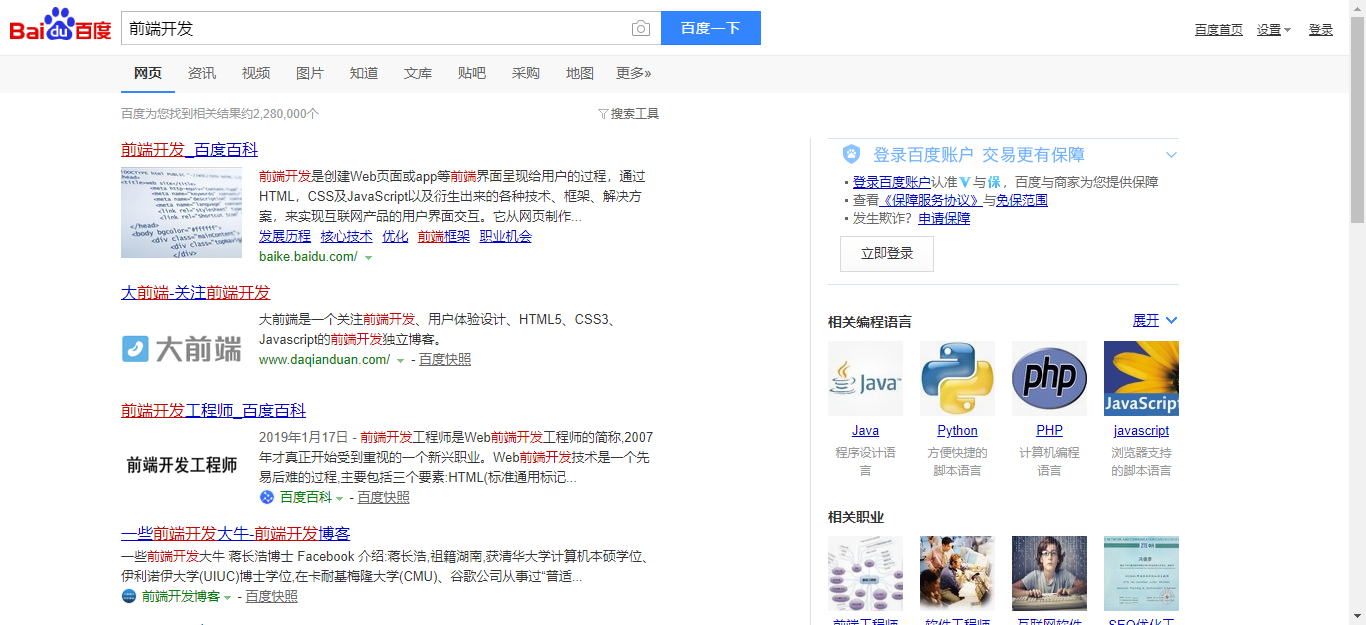 Bai du 百度
前端开发
百度一下
百度首页 设置 登录
网页 资讯 视频 图片 知道 文库 贴吧 采购 地图 更多»
百度为您找到相关结果约2,280,000个
搜索工具
前端开发_百度百科
前端开发是创建Web页面或app等前端界面呈现给用户的过程，通过
HTML，CSS及JavaScript以及衍生出来的各种技术、框架、解决方
案，来实现互联网产品的用户界面交互。它从网页制作...
发展历程 核心技术 优化 前端框架 职业机会
baike.baidu.com/
大前端-关注前端开发
大前端
大前端是一个关注前端开发、用户体验设计、HTML5、CSS3、
Javascript的前端开发独立博客。
www.daqianduan.com/ - 百度快照
前端开发工程师_百度百科
前端开发工程师
2019年1月17日 - 前端开发工程师是Web前端开发工程师的简称,2007
年才真正开始受到重视的一个新兴职业。Web前端开发技术是一个先
易后难的过程,主要包括三个要素:HTML(标准通用标记...
百度百科 - 百度快照
一些前端开发大牛-前端开发博客
一些前端开发大牛 蒋长浩博士 Facebook 介绍:蒋长浩,祖籍湖南,获清华大学计算机本硕学位、
伊利诺伊大学(UIUC)博士学位,在卡耐基梅隆大学(CMU)、谷歌公司从事过“普适...
前端开发博客 - 百度快照
登录百度账户 交易更有保障
登录百度账户认准V与保，百度与商家为您提供保障
查看《保障服务协议》与免保范围
发生欺诈？申请保障
立即登录
相关编程语言 展开
Java php JavaScript
Java Python PHP javascript
程序设计语 方便快捷的 计算机编程 浏览器支持
言 脚本语言 语言 的脚本语言
相关职业
前端工程师 软件工程师 互联网软件 SEO优化工